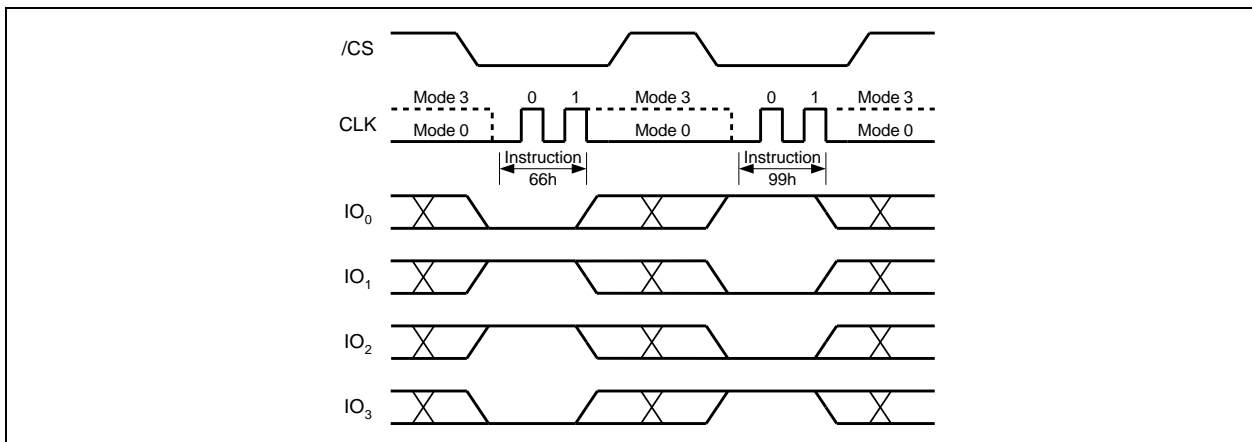 /CS
Mode 3 0 1 Mode 3 0 1 Mode 3
CLK
Mode 0 Mode 0 Mode 0
Instruction Instruction
66h 99h
IO0
IO1
IO2
IO3